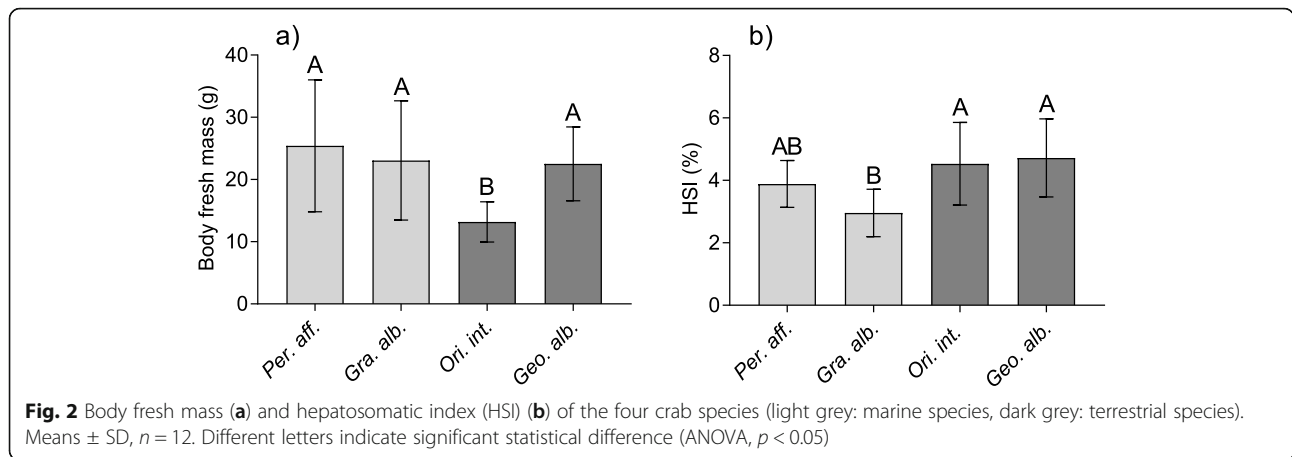 a)
Body fresh mass (g)
40
30
20
10
0
A
A
B
A
Per. aff.
Gra. alb.
Ori. int.
Geo. alb.
b)
HSI (%)
8
6
4
2
0
AB
B
A
A
Per. aff.
Gra. alb.
Ori. int.
Geo. alb.
Fig. 2 Body fresh mass (a) and hepatosomatic index (HSI) (b) of the four crab species (light grey: marine species, dark grey: terrestrial species).
Means ± SD, n = 12. Different letters indicate significant statistical difference (ANOVA, p < 0.05)